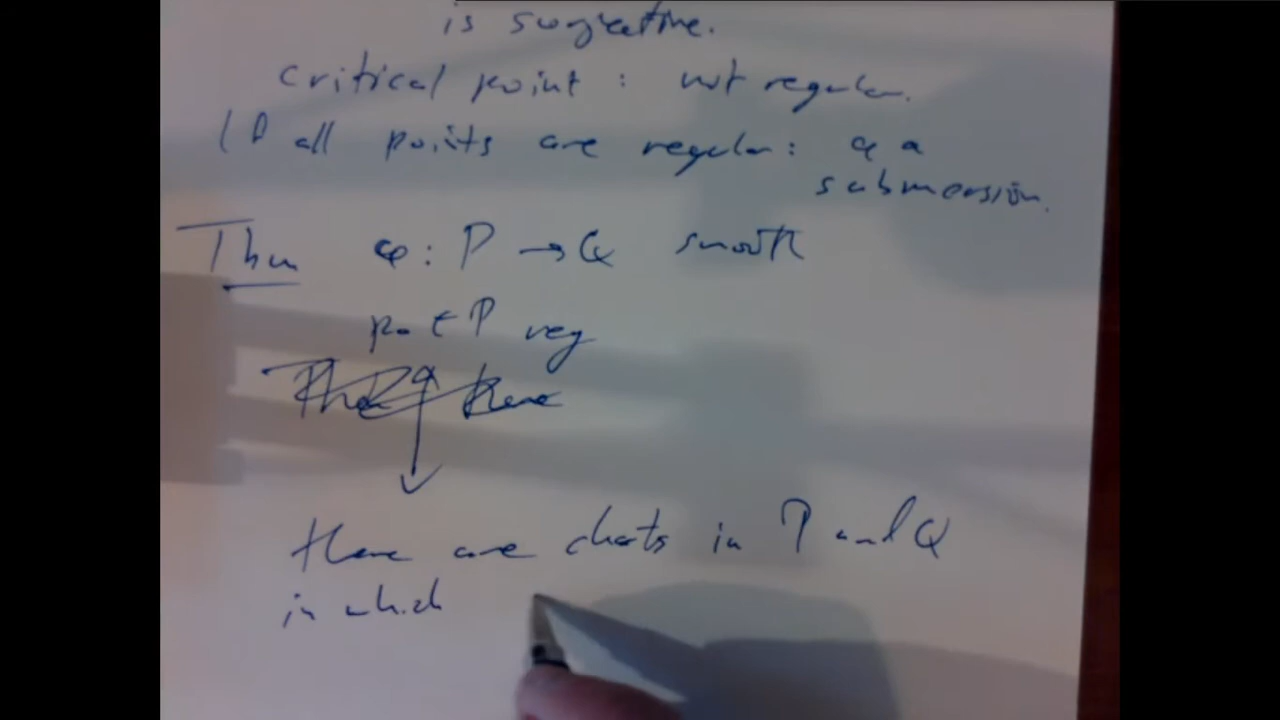 is surjective.
critical point : not regular.
If all points are regular: φ a
submersion.
Thm φ: P → Q smooth
p₀ ∈ P reg
there are charts in P and Q
in which